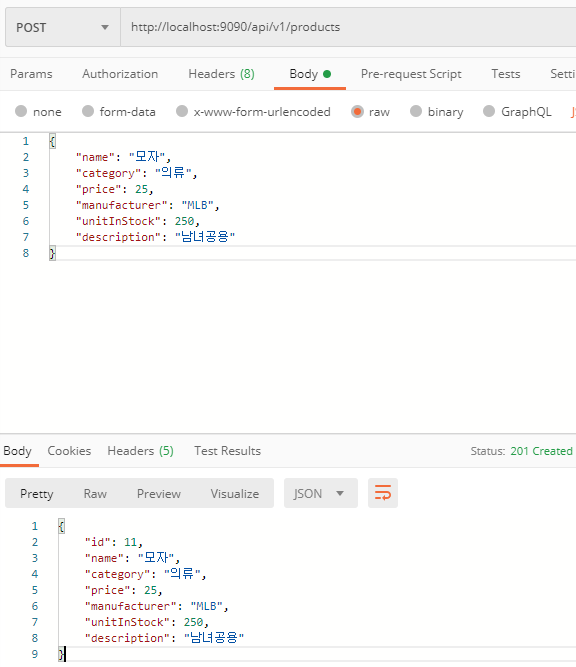 POST http://localhost:9090/api/v1/products
Params Authorization Headers (8) Body Pre-request Script Tests Setti
none form-data x-www-form-urlencoded raw binary GraphQL
1 {
2 "name": "모자",
3 "category": "의류",
4 "price": 25,
5 "manufacturer": "MLB",
6 "unitInStock": 250,
7 "description": "남녀공용"
8 }
Body Cookies Headers (5) Test Results Status: 201 Created
Pretty Raw Preview Visualize JSON
1 {
2 "id": 11,
3 "name": "모자",
4 "category": "의류",
5 "price": 25,
6 "manufacturer": "MLB",
7 "unitInStock": 250,
8 "description": "남녀공용"
9 }